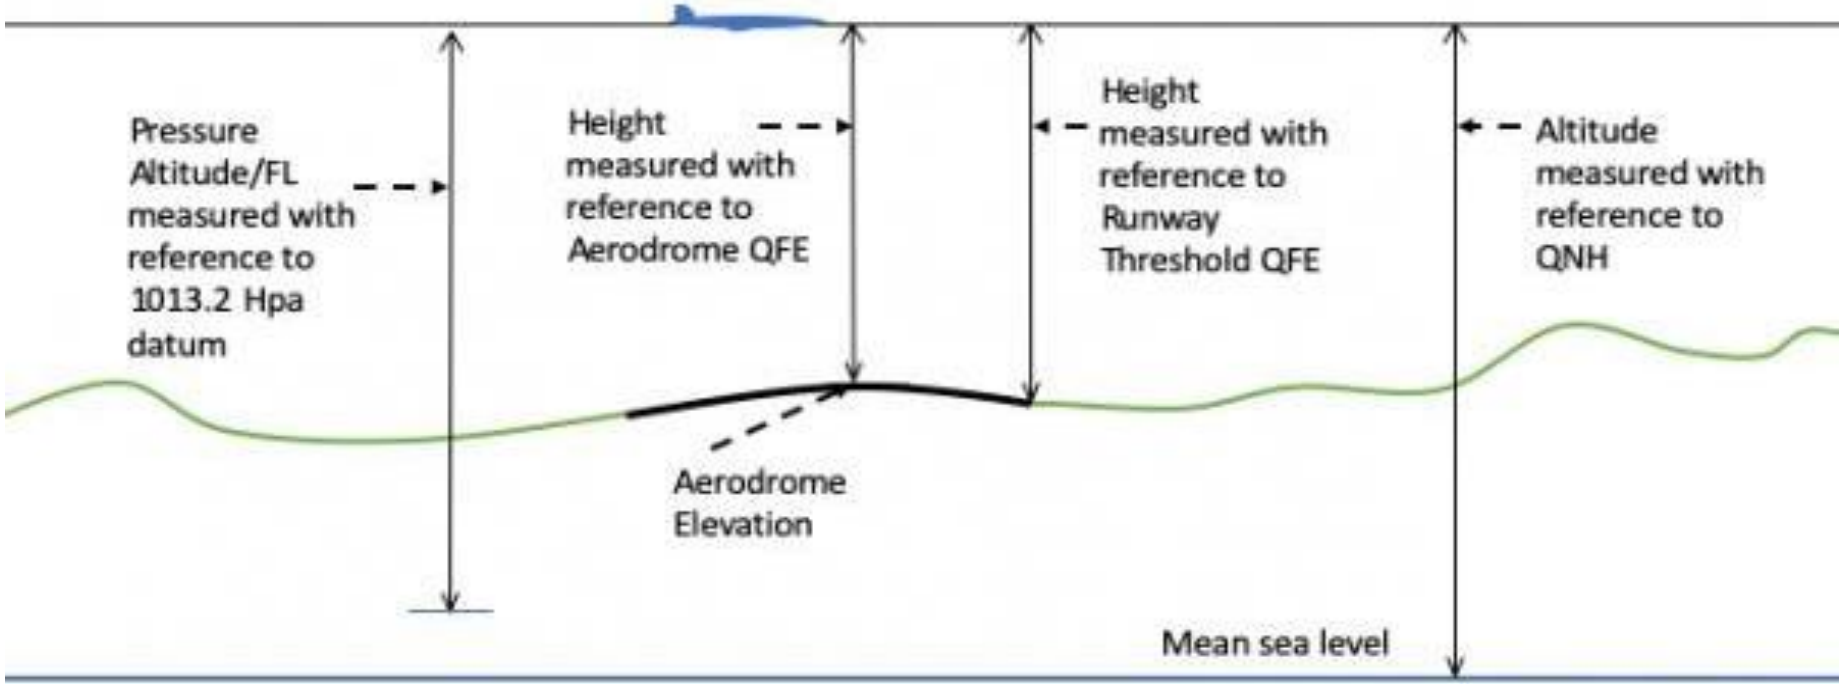 Pressure
Altitude/FL
measured with
reference to
1013.2 Hpa
datum
Height
measured with
reference to
Aerodrome QFE
Height
measured with
reference to
Runway
Threshold QFE
Altitude
measured with
reference to
QNH
Aerodrome
Elevation
Mean sea level